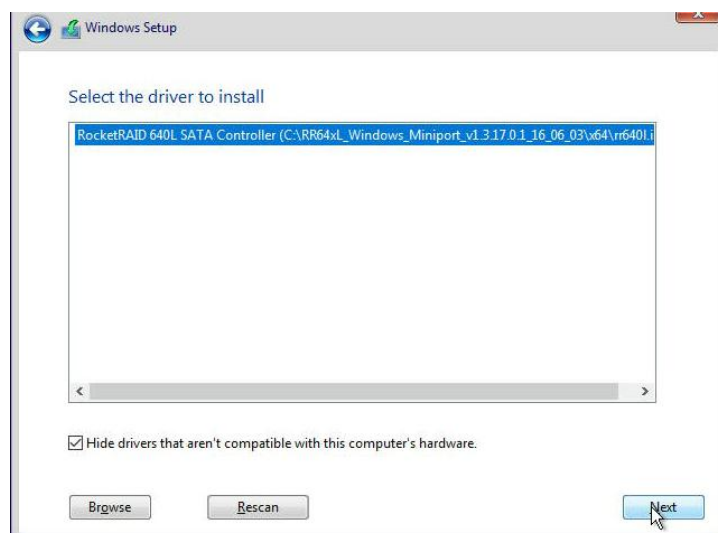 Windows Setup
Select the driver to install
RocketRAID 640L SATA Controller (C:\RR64xL_Windows_Miniport_v1.3.17.0.1_16_06_03\x64\rr640l.i
Hide drivers that aren't compatible with this computer's hardware.
Browse
Rescan
Next